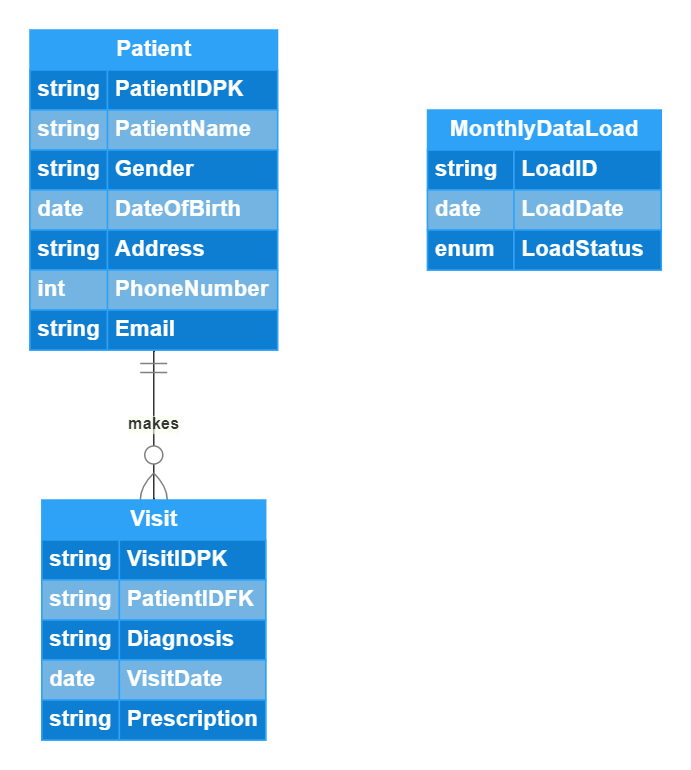 Patient
string PatientIDPK
string PatientName
string Gender
date DateOfBirth
string Address
int PhoneNumber
string Email
MonthlyDataLoad
string LoadID
date LoadDate
enum LoadStatus
makes
Visit
string VisitIDPK
string PatientIDFK
string Diagnosis
date VisitDate
string Prescription